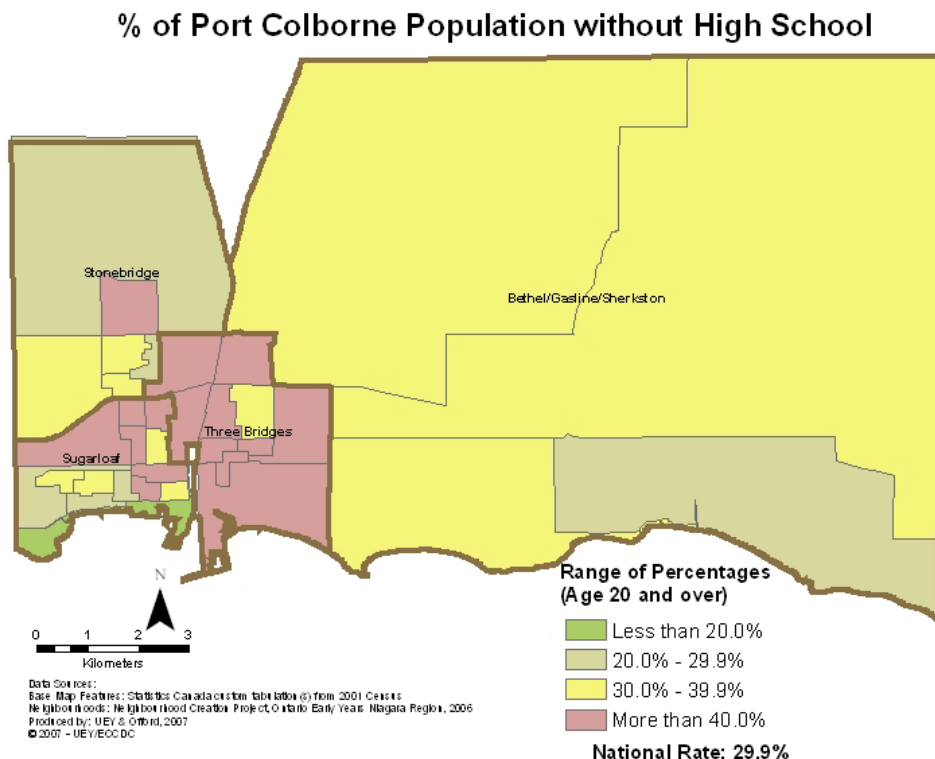 % of Port Colborne Population without High School
Stonebridge
Bethel/Gasline/Sherkston
Three Bridges
Sugarloaf
N
0 1 2 3
Kilometers
Range of Percentages
(Age 20 and over)
Less than 20.0%
20.0% - 29.9%
30.0% - 39.9%
More than 40.0%
National Rate: 29.9%
Data Sources:
Base Map Features: Statistics Canada custom tabulation (s) from 2001 Census
Neighbourhoods: Neighbourhood Creation Project, Ontario Early Years Niagara Region, 2006
Produced by: UEY & Offord, 2007
© 2007 - UEY/ECCDC